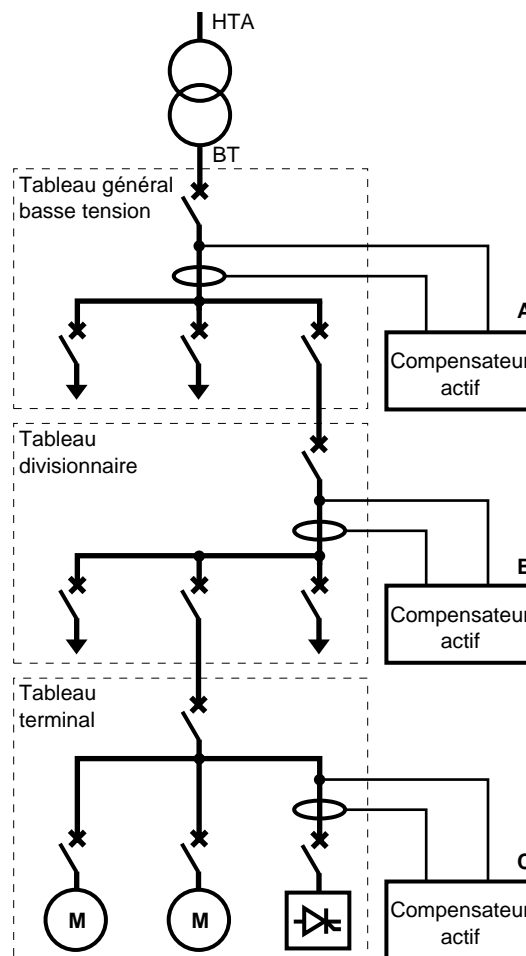 HTA
BT
Tableau général
basse tension
A
Compensateur
actif
Tableau
divisionnaire
B
Compensateur
actif
Tableau
terminal
C
Compensateur
actif
M
M